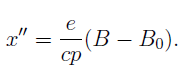 x'' = \frac{e}{cp}(B - B_0).